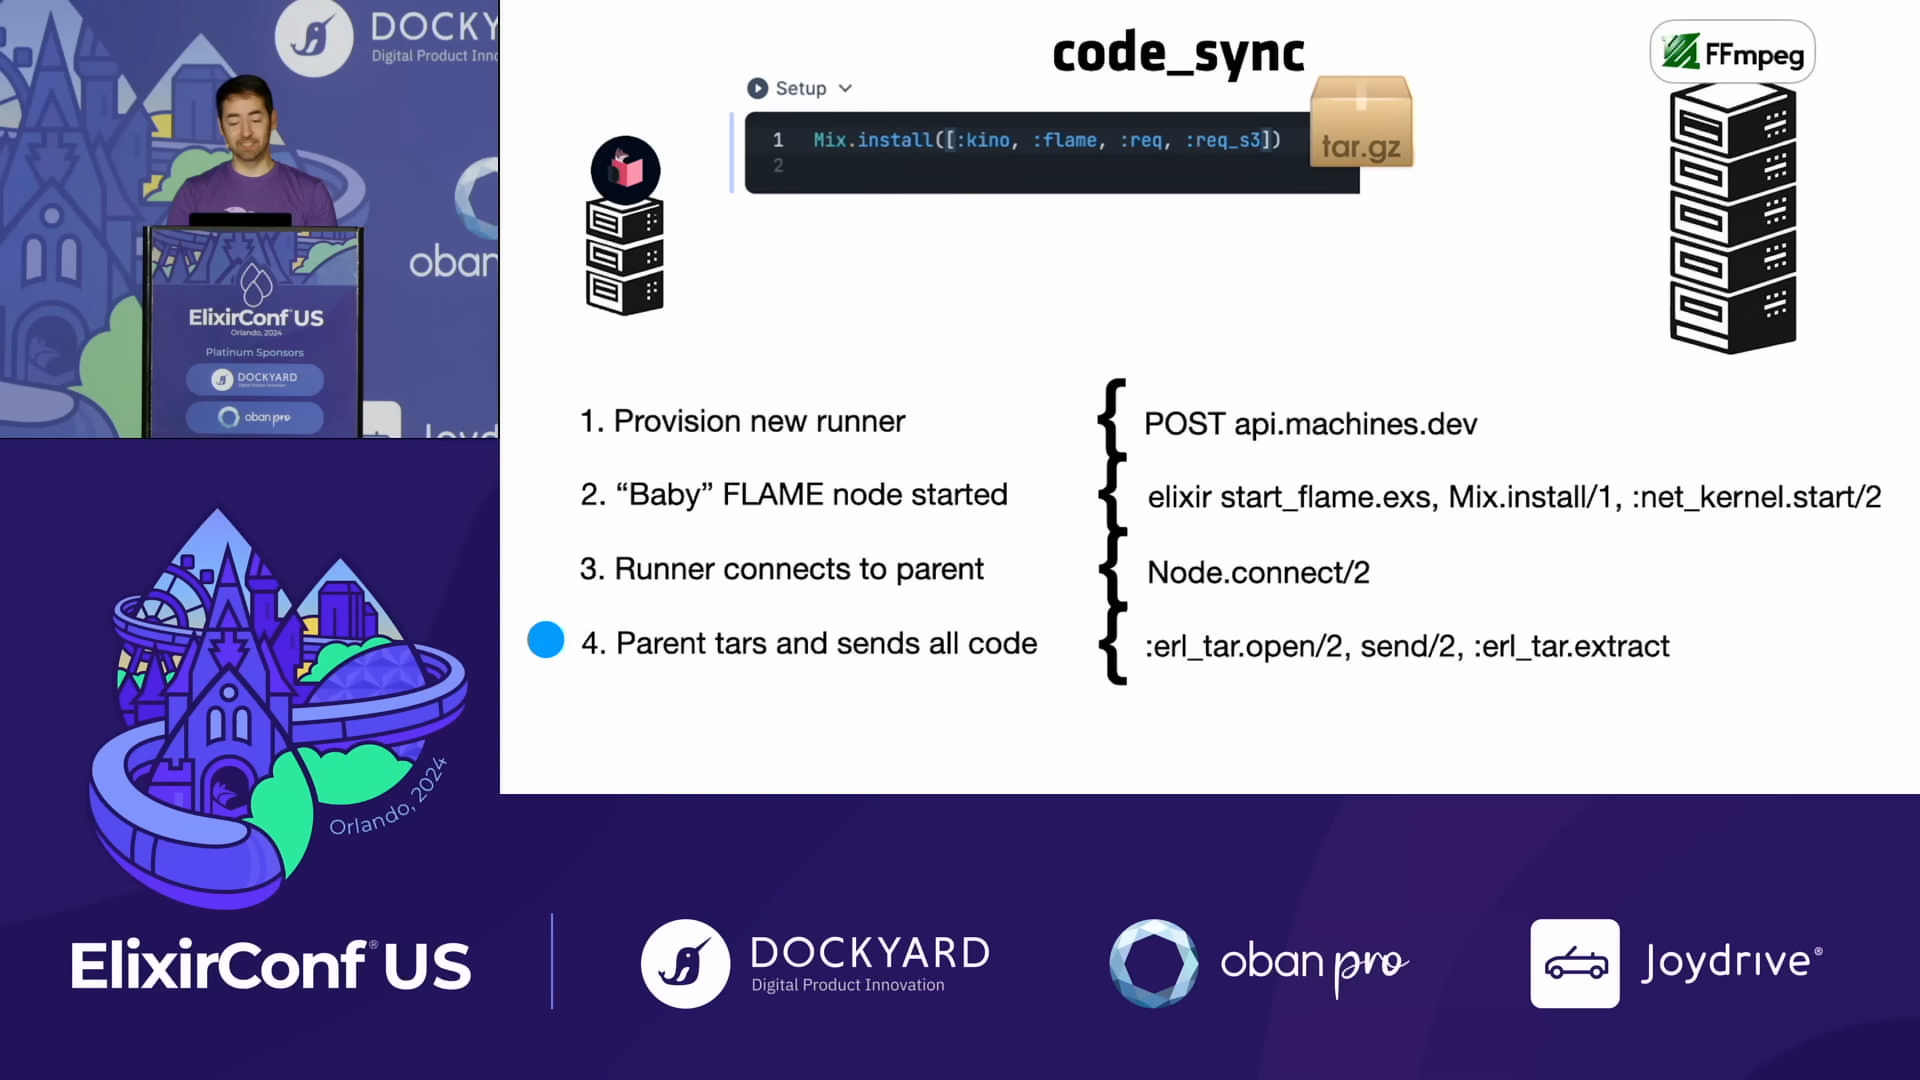 DOCKY
Digital Product Inno
obar
ElixirConf US
Orlando, 2024
Platinum Sponsors
DOCKYARD
oban pro
Joyd
code_sync
Setup
1 Mix.install([:kino, :flame, :req, :req_s3])
2
tar.gz
FFmpeg
1. Provision new runner
{ POST api.machines.dev
2. “Baby” FLAME node started
{ elixir start_flame.exs, Mix.install/1, :net_kernel.start/2
3. Runner connects to parent
{ Node.connect/2
4. Parent tars and sends all code
{ :erl_tar.open/2, send/2, :erl_tar.extract
Orlando, 2024
ElixirConf® US
DOCKYARD
Digital Product Innovation
oban pro
Joydrive®